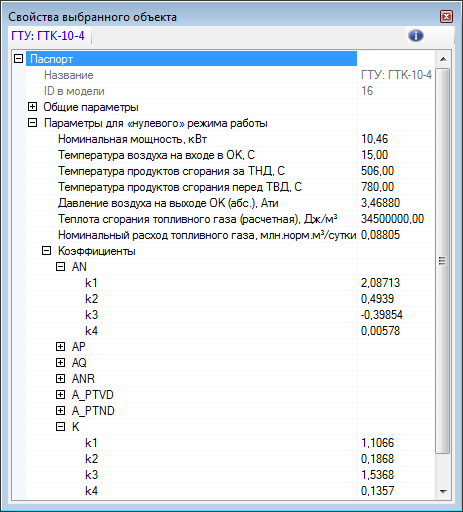 Свойства выбранного объекта
ГТУ: ГТК-10-4
Паспорт
Название ГТУ: ГТК-10-4
ID в модели 16
Общие параметры
Параметры для «нулевого» режима работы
Номинальная мощность, кВт 10,46
Температура воздуха на входе в ОК, С 15,00
Температура продуктов сгорания за ТНД, С 506,00
Температура продуктов сгорания перед ТВД, С 780,00
Давление воздуха на выходе ОК (абс.), Ати 3,46880
Теплота сгорания топливного газа (расчетная), Дж/м³ 34500000,00
Номинальный расход топливного газа, млн.норм.м³/сутки 0,08805
Коэффициенты
AN
k1 2,08713
k2 0,4939
k3 -0,39854
k4 0,00578
AP
AQ
ANR
A_PTVD
A_PTND
K
k1 1,1066
k2 0,1868
k3 1,5368
k4 0,1357